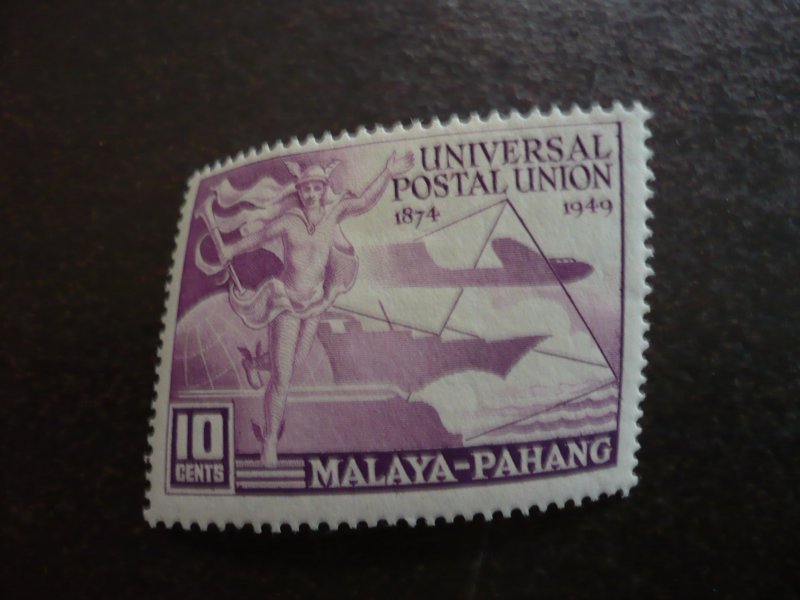 UNIVERSAL
POSTAL UNION
1874 1949
10
CENTS
MALAYA-PAHANG